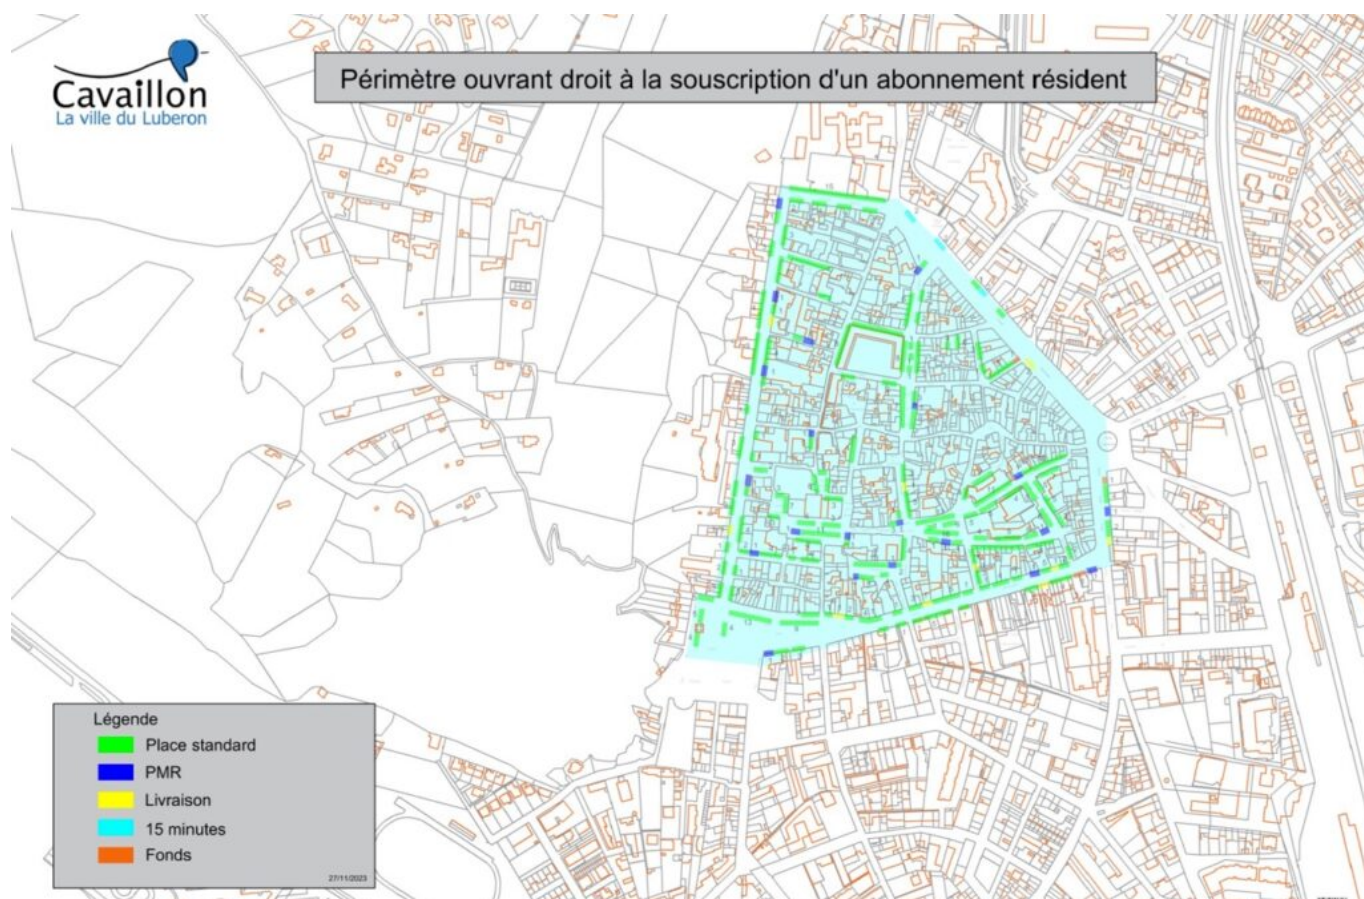 Cavaillon
La ville du Luberon
Périmètre ouvrant droit à la souscription d'un abonnement résident
15
Légende
Place standard
PMR
Livraison
15 minutes
Fonds
27/11/2023